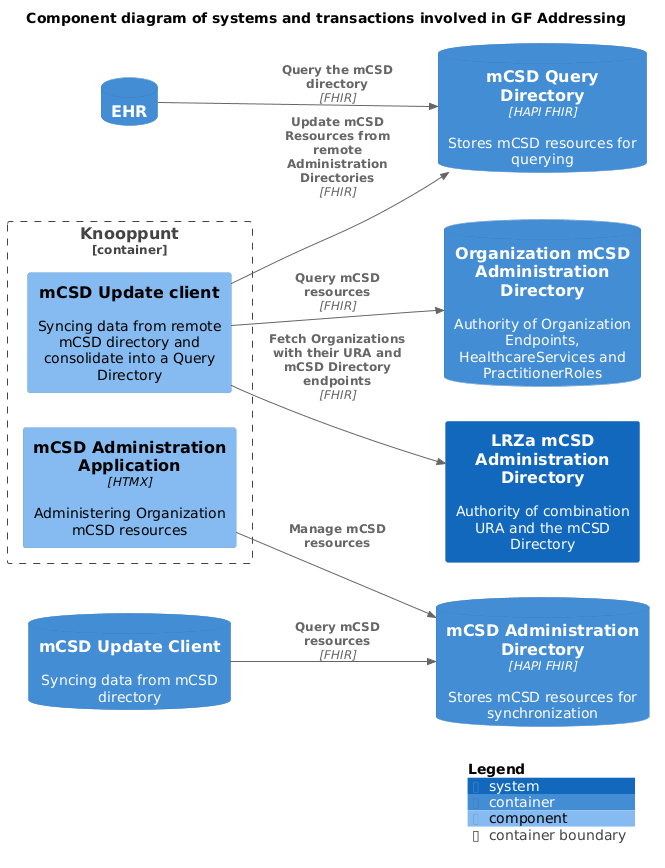 Component diagram of systems and transactions involved in GF Addressing
EHR
Query the mCSD
directory
[FHIR]
mCSD Query
Directory
[HAPI FHIR]
Stores mCSD resources for
querying
Update mCSD
Resources from
remote
Administration
Directories
[FHIR]
Knooppunt
[container]
mCSD Update client
Syncing data from remote
mCSD directory and
consolidate into a Query
Directory
Query mCSD
resources
[FHIR]
Organization mCSD
Administration
Directory
Authority of Organization
Endpoints,
HealthcareServices and
PractitionerRoles
Fetch Organizations
with their URA and
mCSD Directory
endpoints
[FHIR]
LRZa mCSD
Administration
Directory
Authority of combination
URA and the mCSD
Directory
mCSD Administration
Application
[HTMX]
Administering Organization
mCSD resources
Manage mCSD
resources
mCSD Update Client
Syncing data from mCSD
directory
Query mCSD
resources
[FHIR]
mCSD Administration
Directory
[HAPI FHIR]
Stores mCSD resources for
synchronization
Legend
system
container
component
container boundary